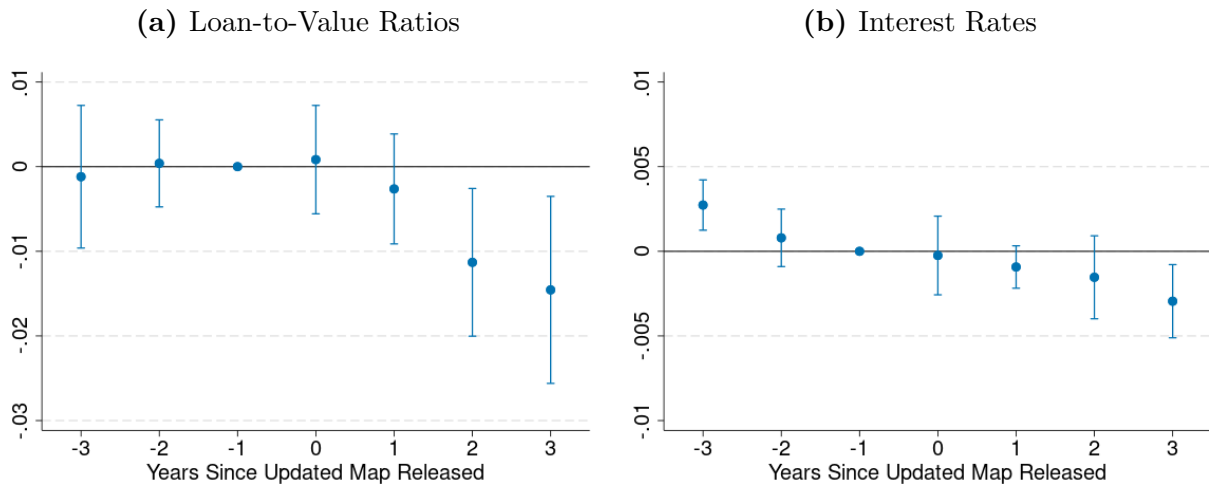 (a) Loan-to-Value Ratios
.01
0
-.01
-.02
-.03
-3 -2 -1 0 1 2 3
Years Since Updated Map Released
(b) Interest Rates
.01
.005
0
-.005
-.01
-3 -2 -1 0 1 2 3
Years Since Updated Map Released